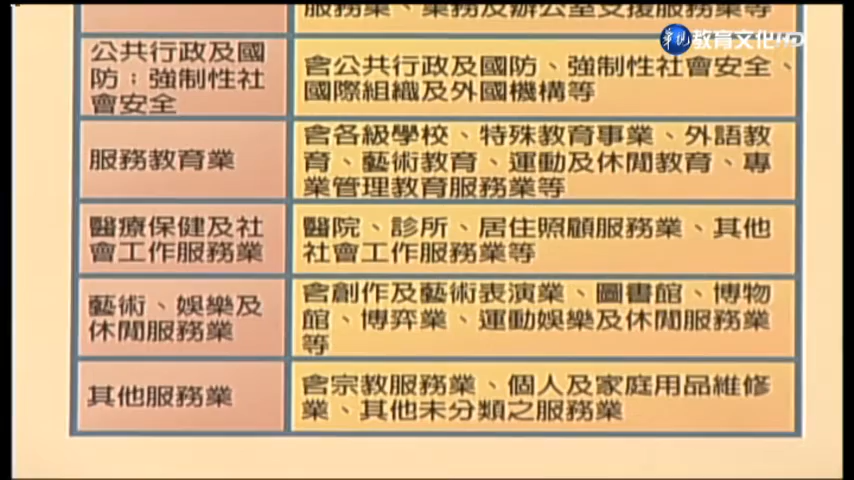 服務業、業務及辦公室支援服務業等
華視 教育文化HD
公共行政及國
防；強制性社
會安全
含公共行政及國防、強制性社會安全、
國際組織及外國機構等
服務教育業
含各級學校、特殊教育事業、外語教
育、藝術教育、運動及休閒教育、專
業管理教育服務業等
醫療保健及社
會工作服務業
醫院、診所、居住照顧服務業、其他
社會工作服務業等
藝術、娛樂及
休閒服務業
含創作及藝術表演業、圖書館、博物
館、博弈業、運動娛樂及休閒服務業
等
其他服務業
含宗教服務業、個人及家庭用品維修
業、其他未分類之服務業